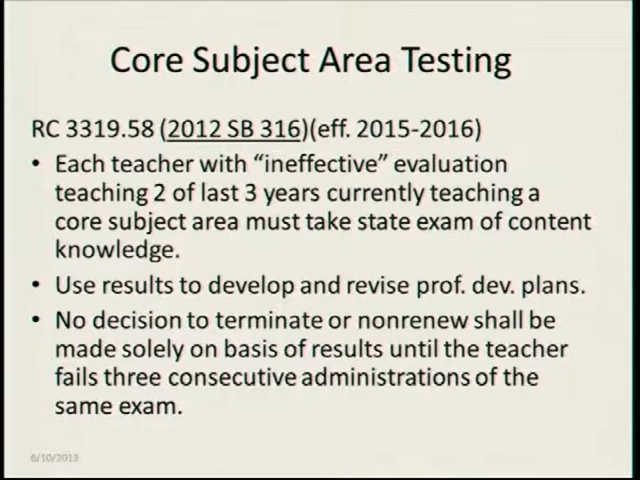 Core Subject Area Testing
RC 3319.58 (2012 SB 316)(eff. 2015-2016)
• Each teacher with “ineffective” evaluation
teaching 2 of last 3 years currently teaching a
core subject area must take state exam of content
knowledge.
• Use results to develop and revise prof. dev. plans.
• No decision to terminate or nonrenew shall be
made solely on basis of results until the teacher
fails three consecutive administrations of the
same exam.
6/10/2013